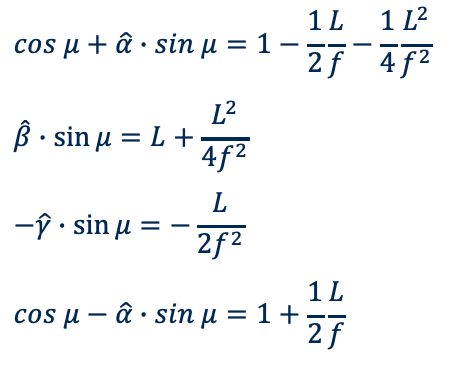 cos μ + α̂ · sin μ = 1 − 1/2 L/f − 1/4 L²/f²
β̂ · sin μ = L + L²/4f²
−γ̂ · sin μ = − L/2f²
cos μ − α̂ · sin μ = 1 + 1/2 L/f